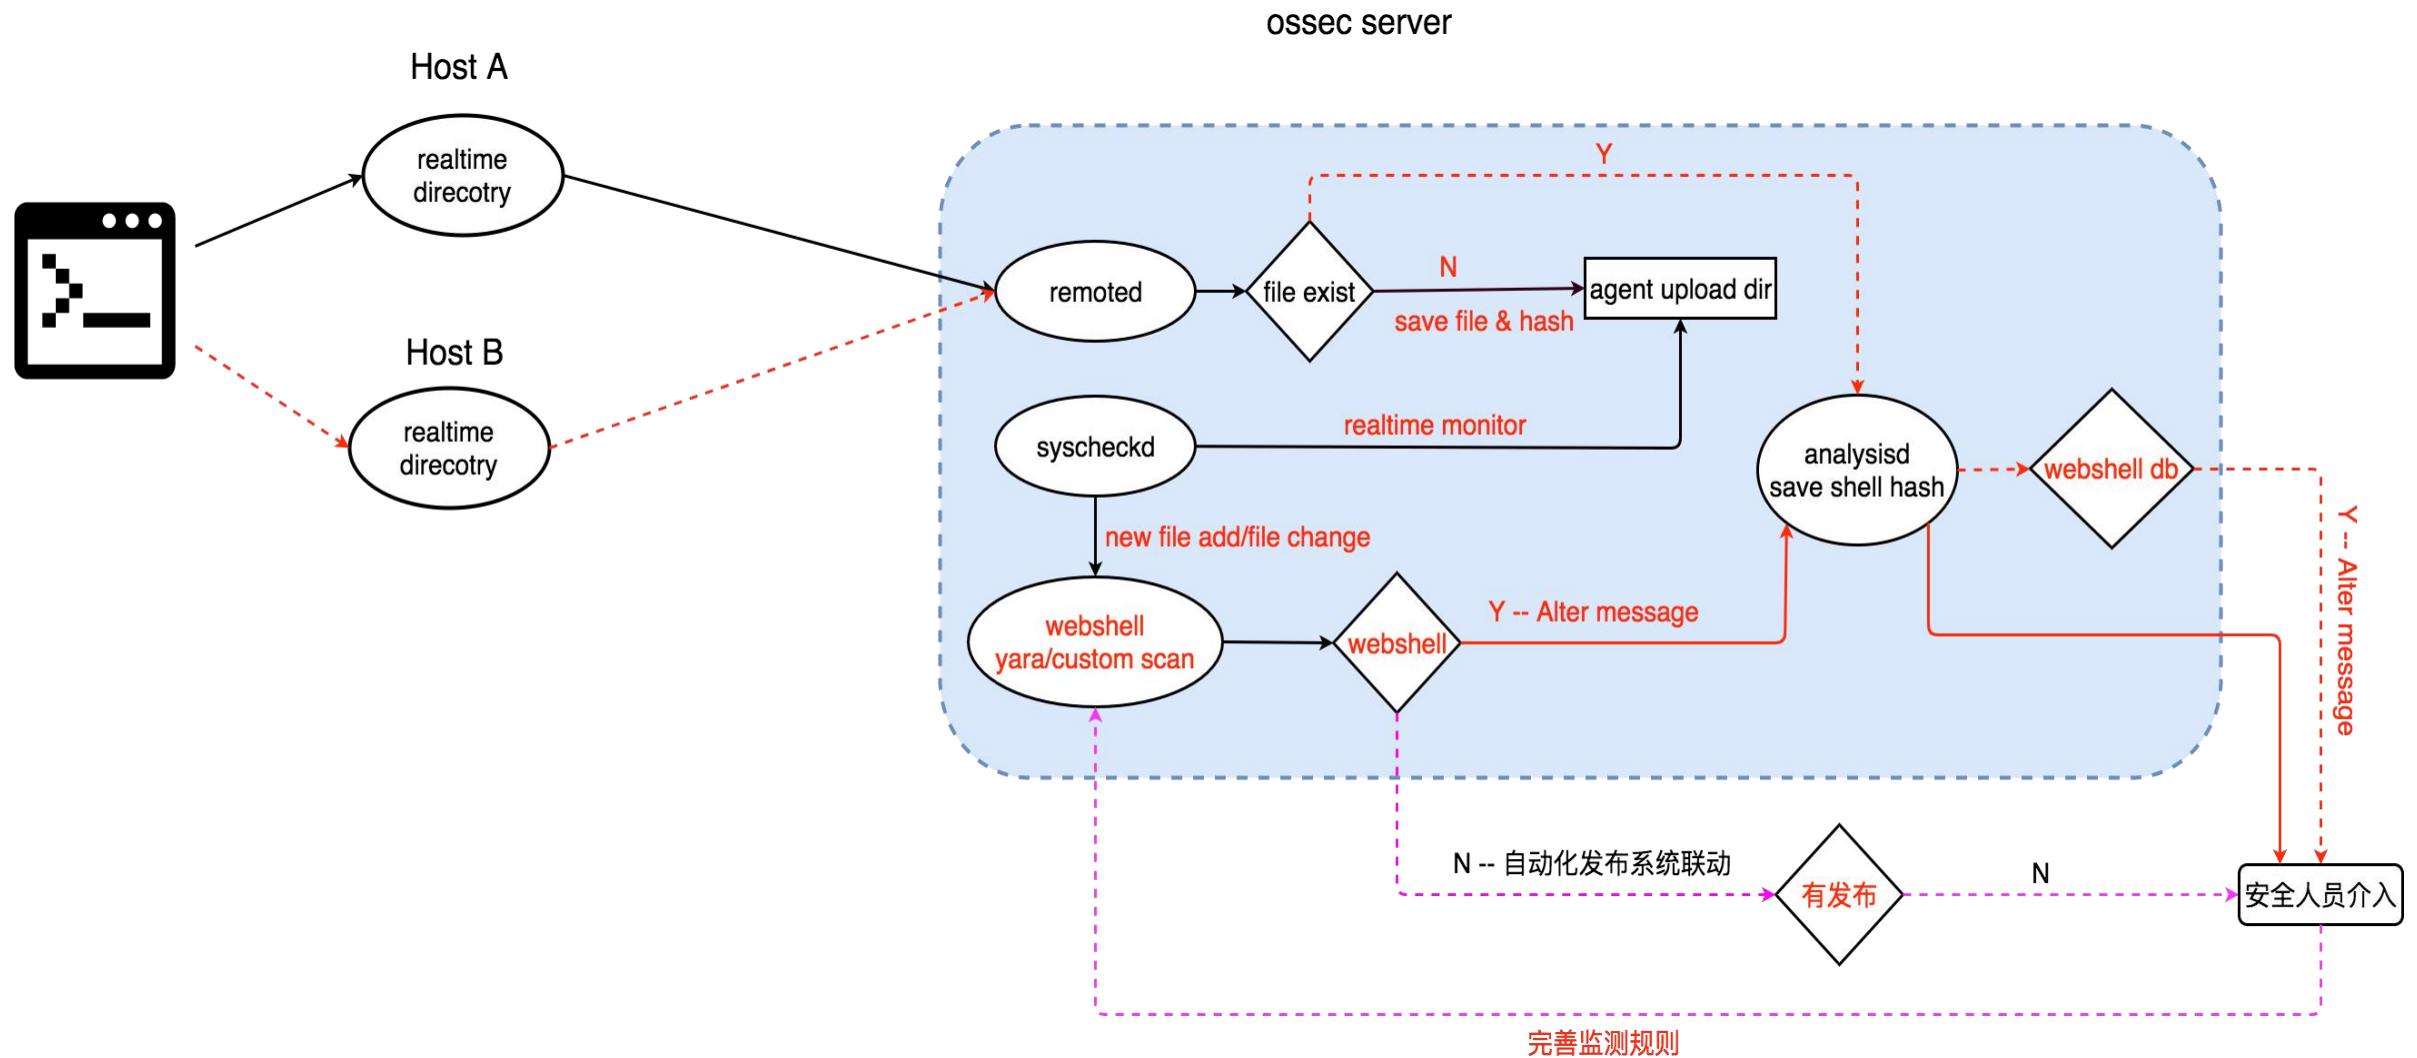 ossec server
Host A
realtime
direcotry
Host B
realtime
direcotry
Y
remoted
file exist
N
save file & hash
agent upload dir
syscheckd
realtime monitor
analysisd
save shell hash
webshell db
Y -- Alter message
new file add/file change
webshell
yara/custom scan
webshell
Y -- Alter message
N -- 自动化发布系统联动
有发布
N
安全人员介入
完善监测规则